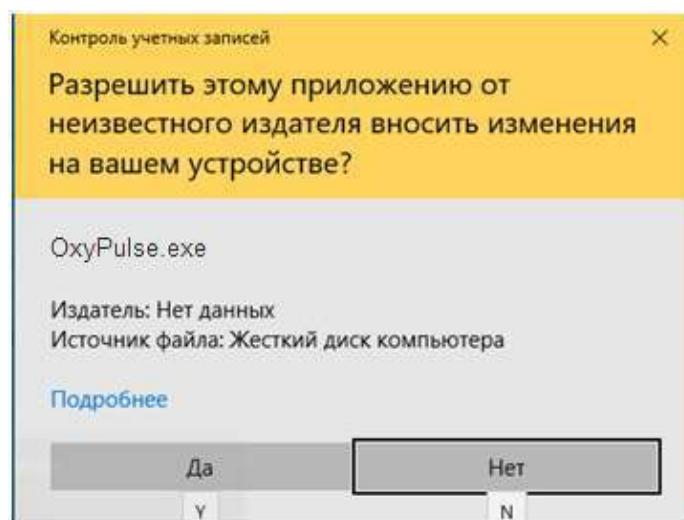 Контроль учетных записей
Разрешить этому приложению от
неизвестного издателя вносить изменения
на вашем устройстве?
OxyPulse.exe
Издатель: Нет данных
Источник файла: Жесткий диск компьютера
Подробнее
Да Нет
Y N